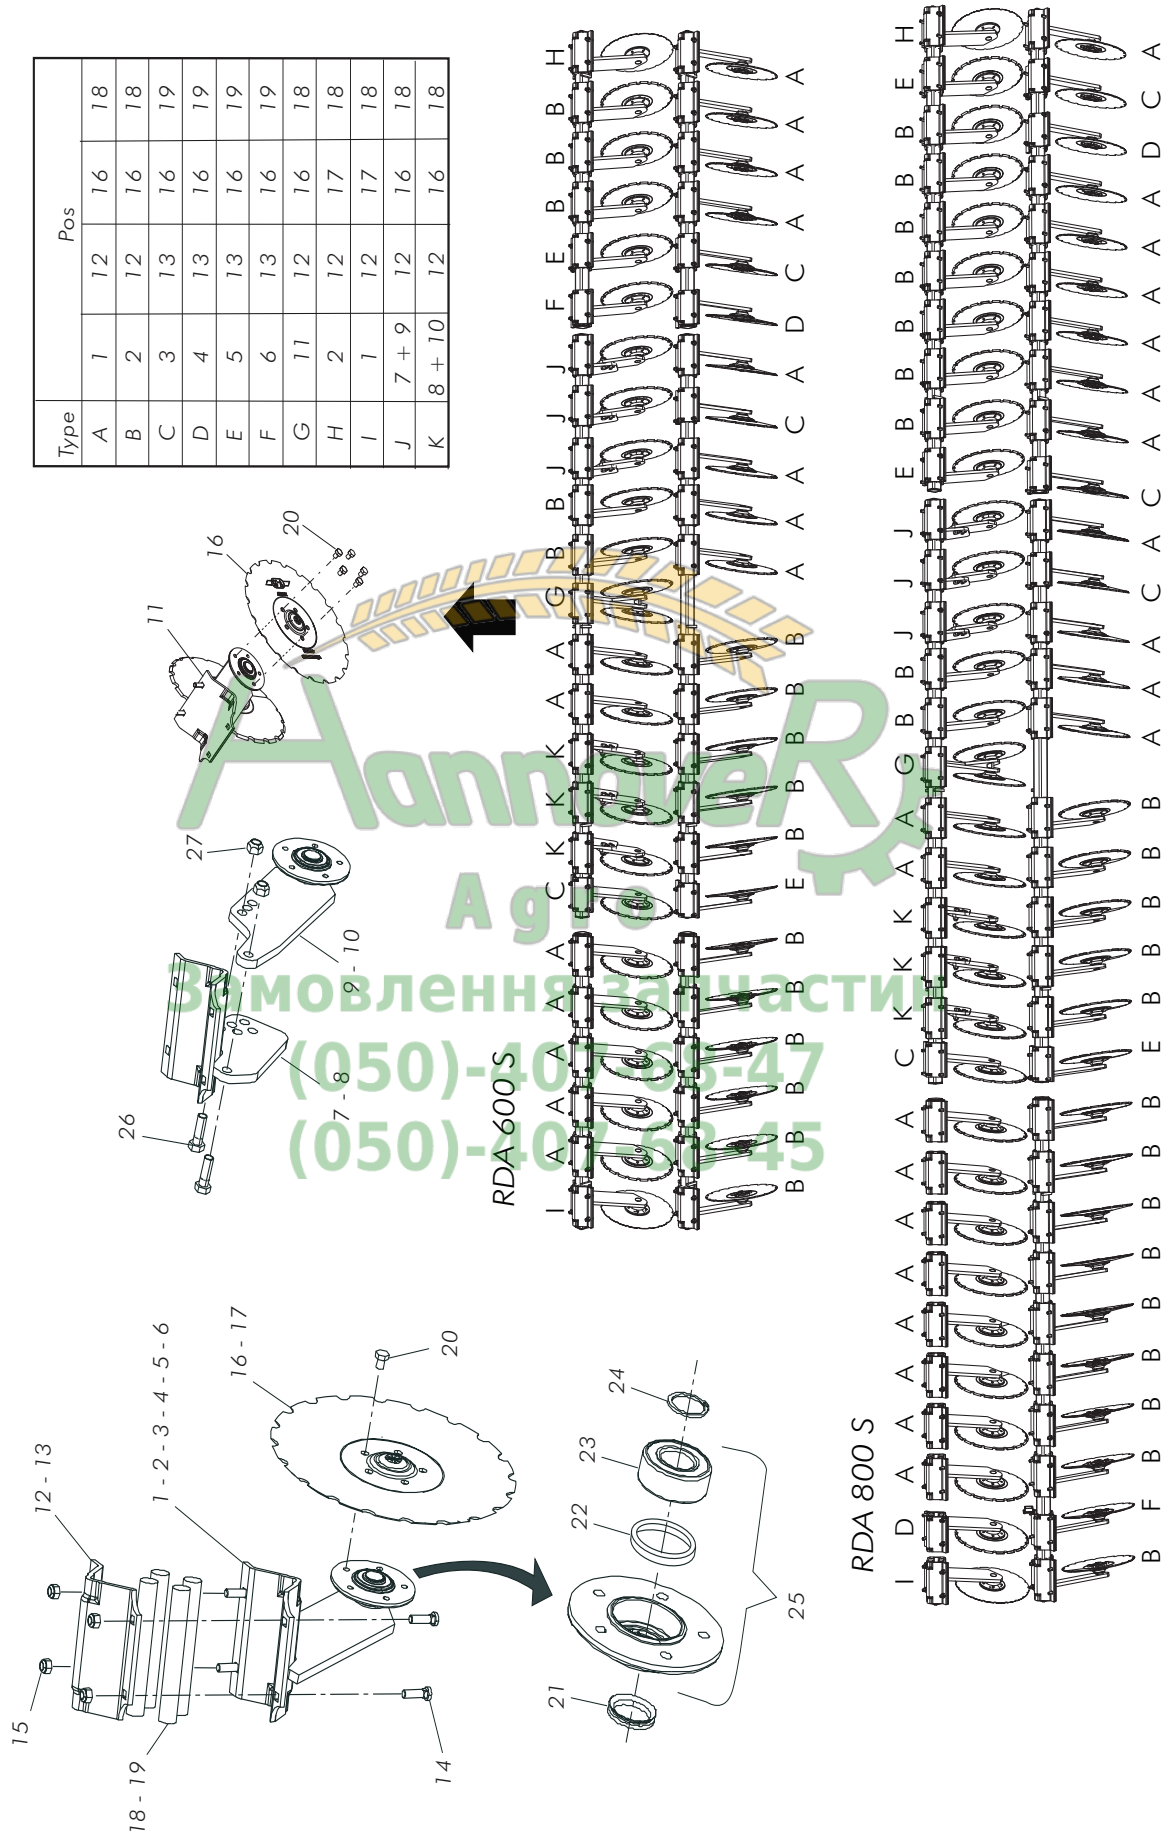 Type Pos
A 1 12 16 18
B 2 12 16 18
C 3 13 16 19
D 4 13 16 19
E 5 13 16 19
F 6 13 16 19
G 11 12 16 18
H 2 12 17 18
I 1 12 17 18
J 7 + 9 12 16 18
K 8 + 10 12 16 18
15
12 - 13
18 - 19
1 - 2 - 3 - 4 - 5 - 6
16 - 17
14
20
21
22
23
24
25
26
27
7 - 8
9 - 10
11
16
20
HannoveR
Agro
Замовлення запчастин
(050)-407-68-47
(050)-407-68-45
RDA 600 S
I A A A A A C K K K A A G B B J J J F E B B B H
B B B B B B E B B B B B A A A C A D C A A A A
RDA 800 S
I D A A A A A A A A C K K K A A G B B J J J E B B B B B B B E H
B F B B B B B B B B E B B B B B A A A C A C A A A A A A D C A